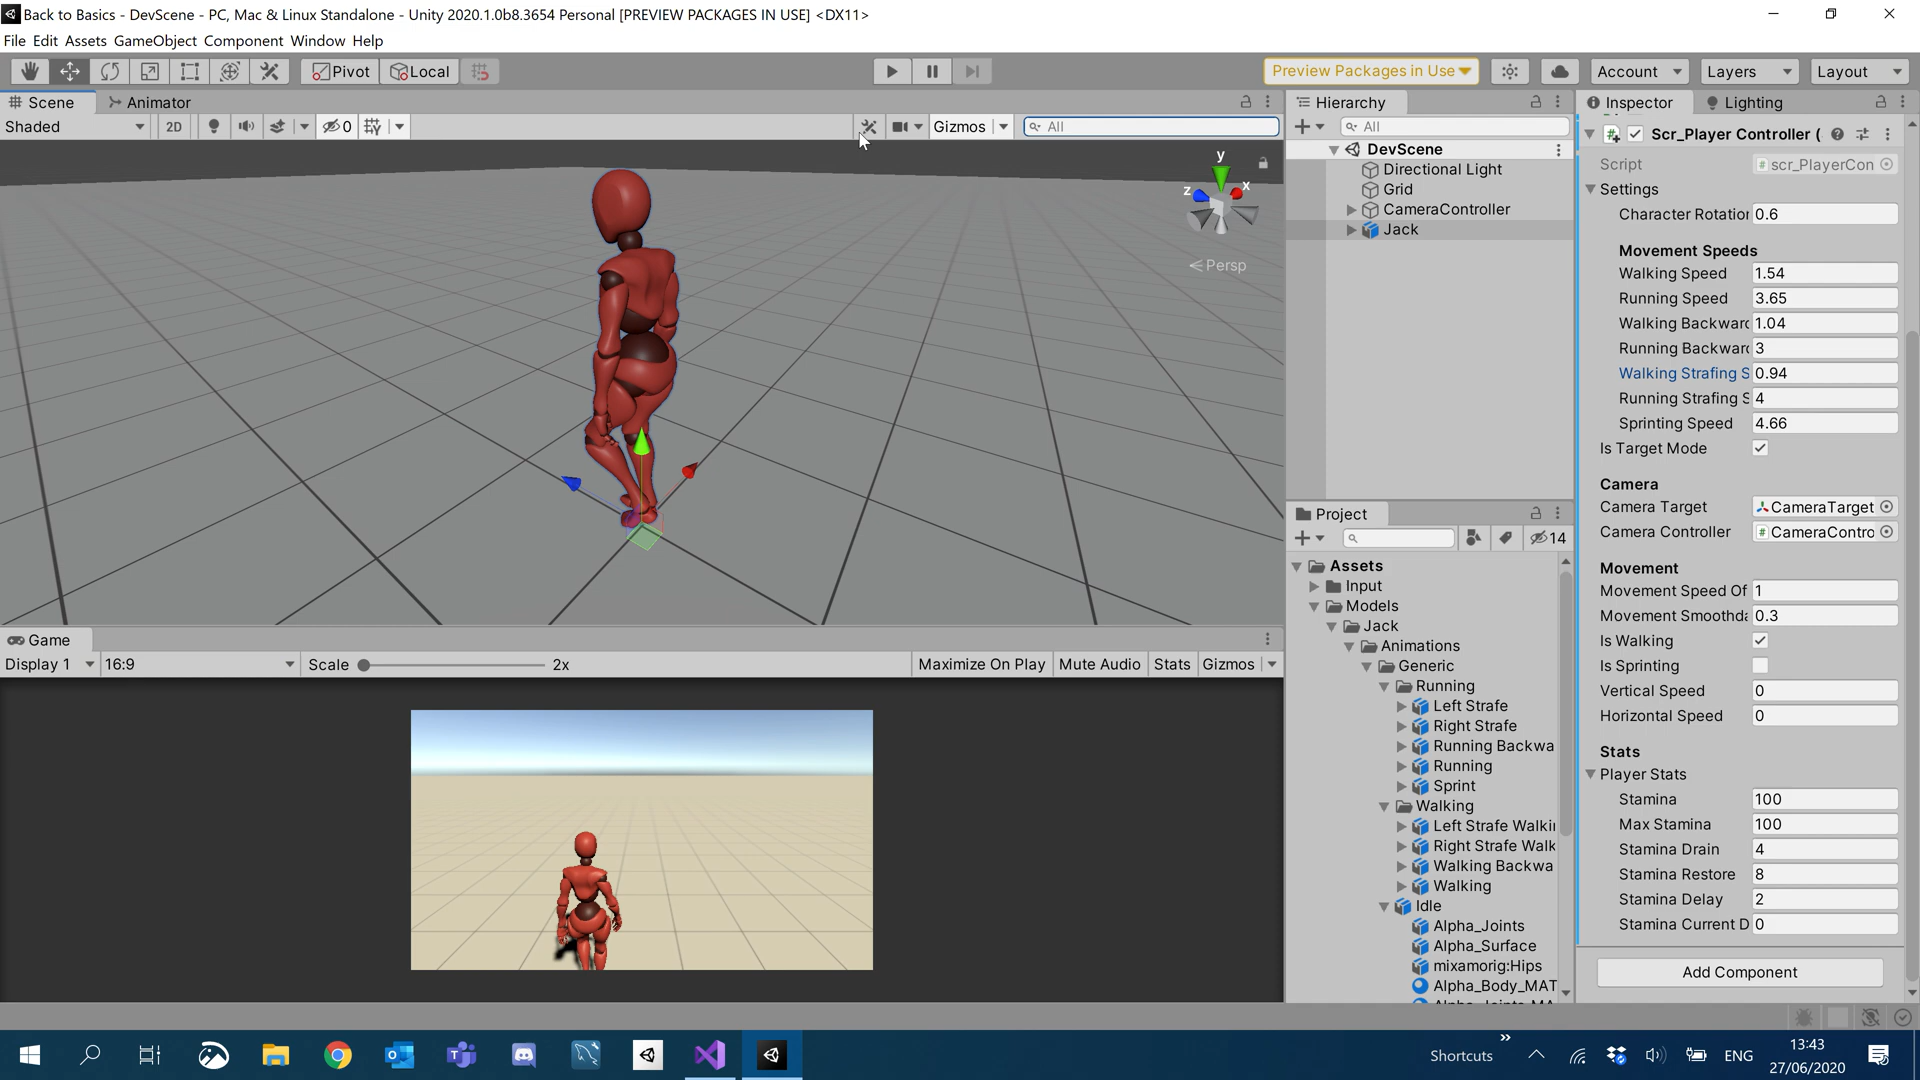 Back to Basics - DevScene - PC, Mac & Linux Standalone - Unity 2020.1.0b8.3654 Personal [PREVIEW PACKAGES IN USE] <DX11>
File Edit Assets GameObject Component Window Help
Pivot Local Preview Packages in Use Account Layers Layout
Scene Animator
Shaded 2D 0 Gizmos All
y
x
z
Persp
Game
Display 1 16:9 Scale 2x Maximize On Play Mute Audio Stats Gizmos
Hierarchy
All
DevScene
Directional Light
Grid
CameraController
Jack
Project
14
Assets
Input
Models
Jack
Animations
Generic
Running
Left Strafe
Right Strafe
Running Backwa
Running
Sprint
Walking
Left Strafe Walki
Right Strafe Walk
Walking Backwa
Walking
Idle
Alpha_Joints
Alpha_Surface
mixamorig:Hips
Alpha_Body_MAT
Inspector Lighting
Scr_Player Controller (
Script scr_PlayerCon
Settings
Character Rotation 0.6
Movement Speeds
Walking Speed 1.54
Running Speed 3.65
Walking Backward 1.04
Running Backward 3
Walking Strafing S 0.94
Running Strafing S 4
Sprinting Speed 4.66
Is Target Mode
Camera
Camera Target CameraTarget
Camera Controller CameraContro
Movement
Movement Speed Of 1
Movement Smoothda 0.3
Is Walking
Is Sprinting
Vertical Speed 0
Horizontal Speed 0
Stats
Player Stats
Stamina 100
Max Stamina 100
Stamina Drain 4
Stamina Restore 8
Stamina Delay 2
Stamina Current D 0
Add Component
Shortcuts ENG 13:43
27/06/2020